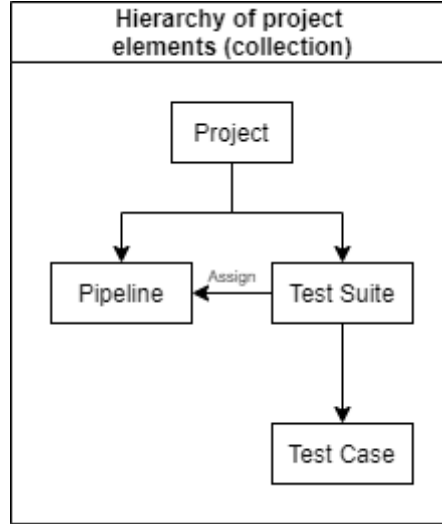 Hierarchy of project
elements (collection)
Project
Pipeline
Assign
Test Suite
Test Case